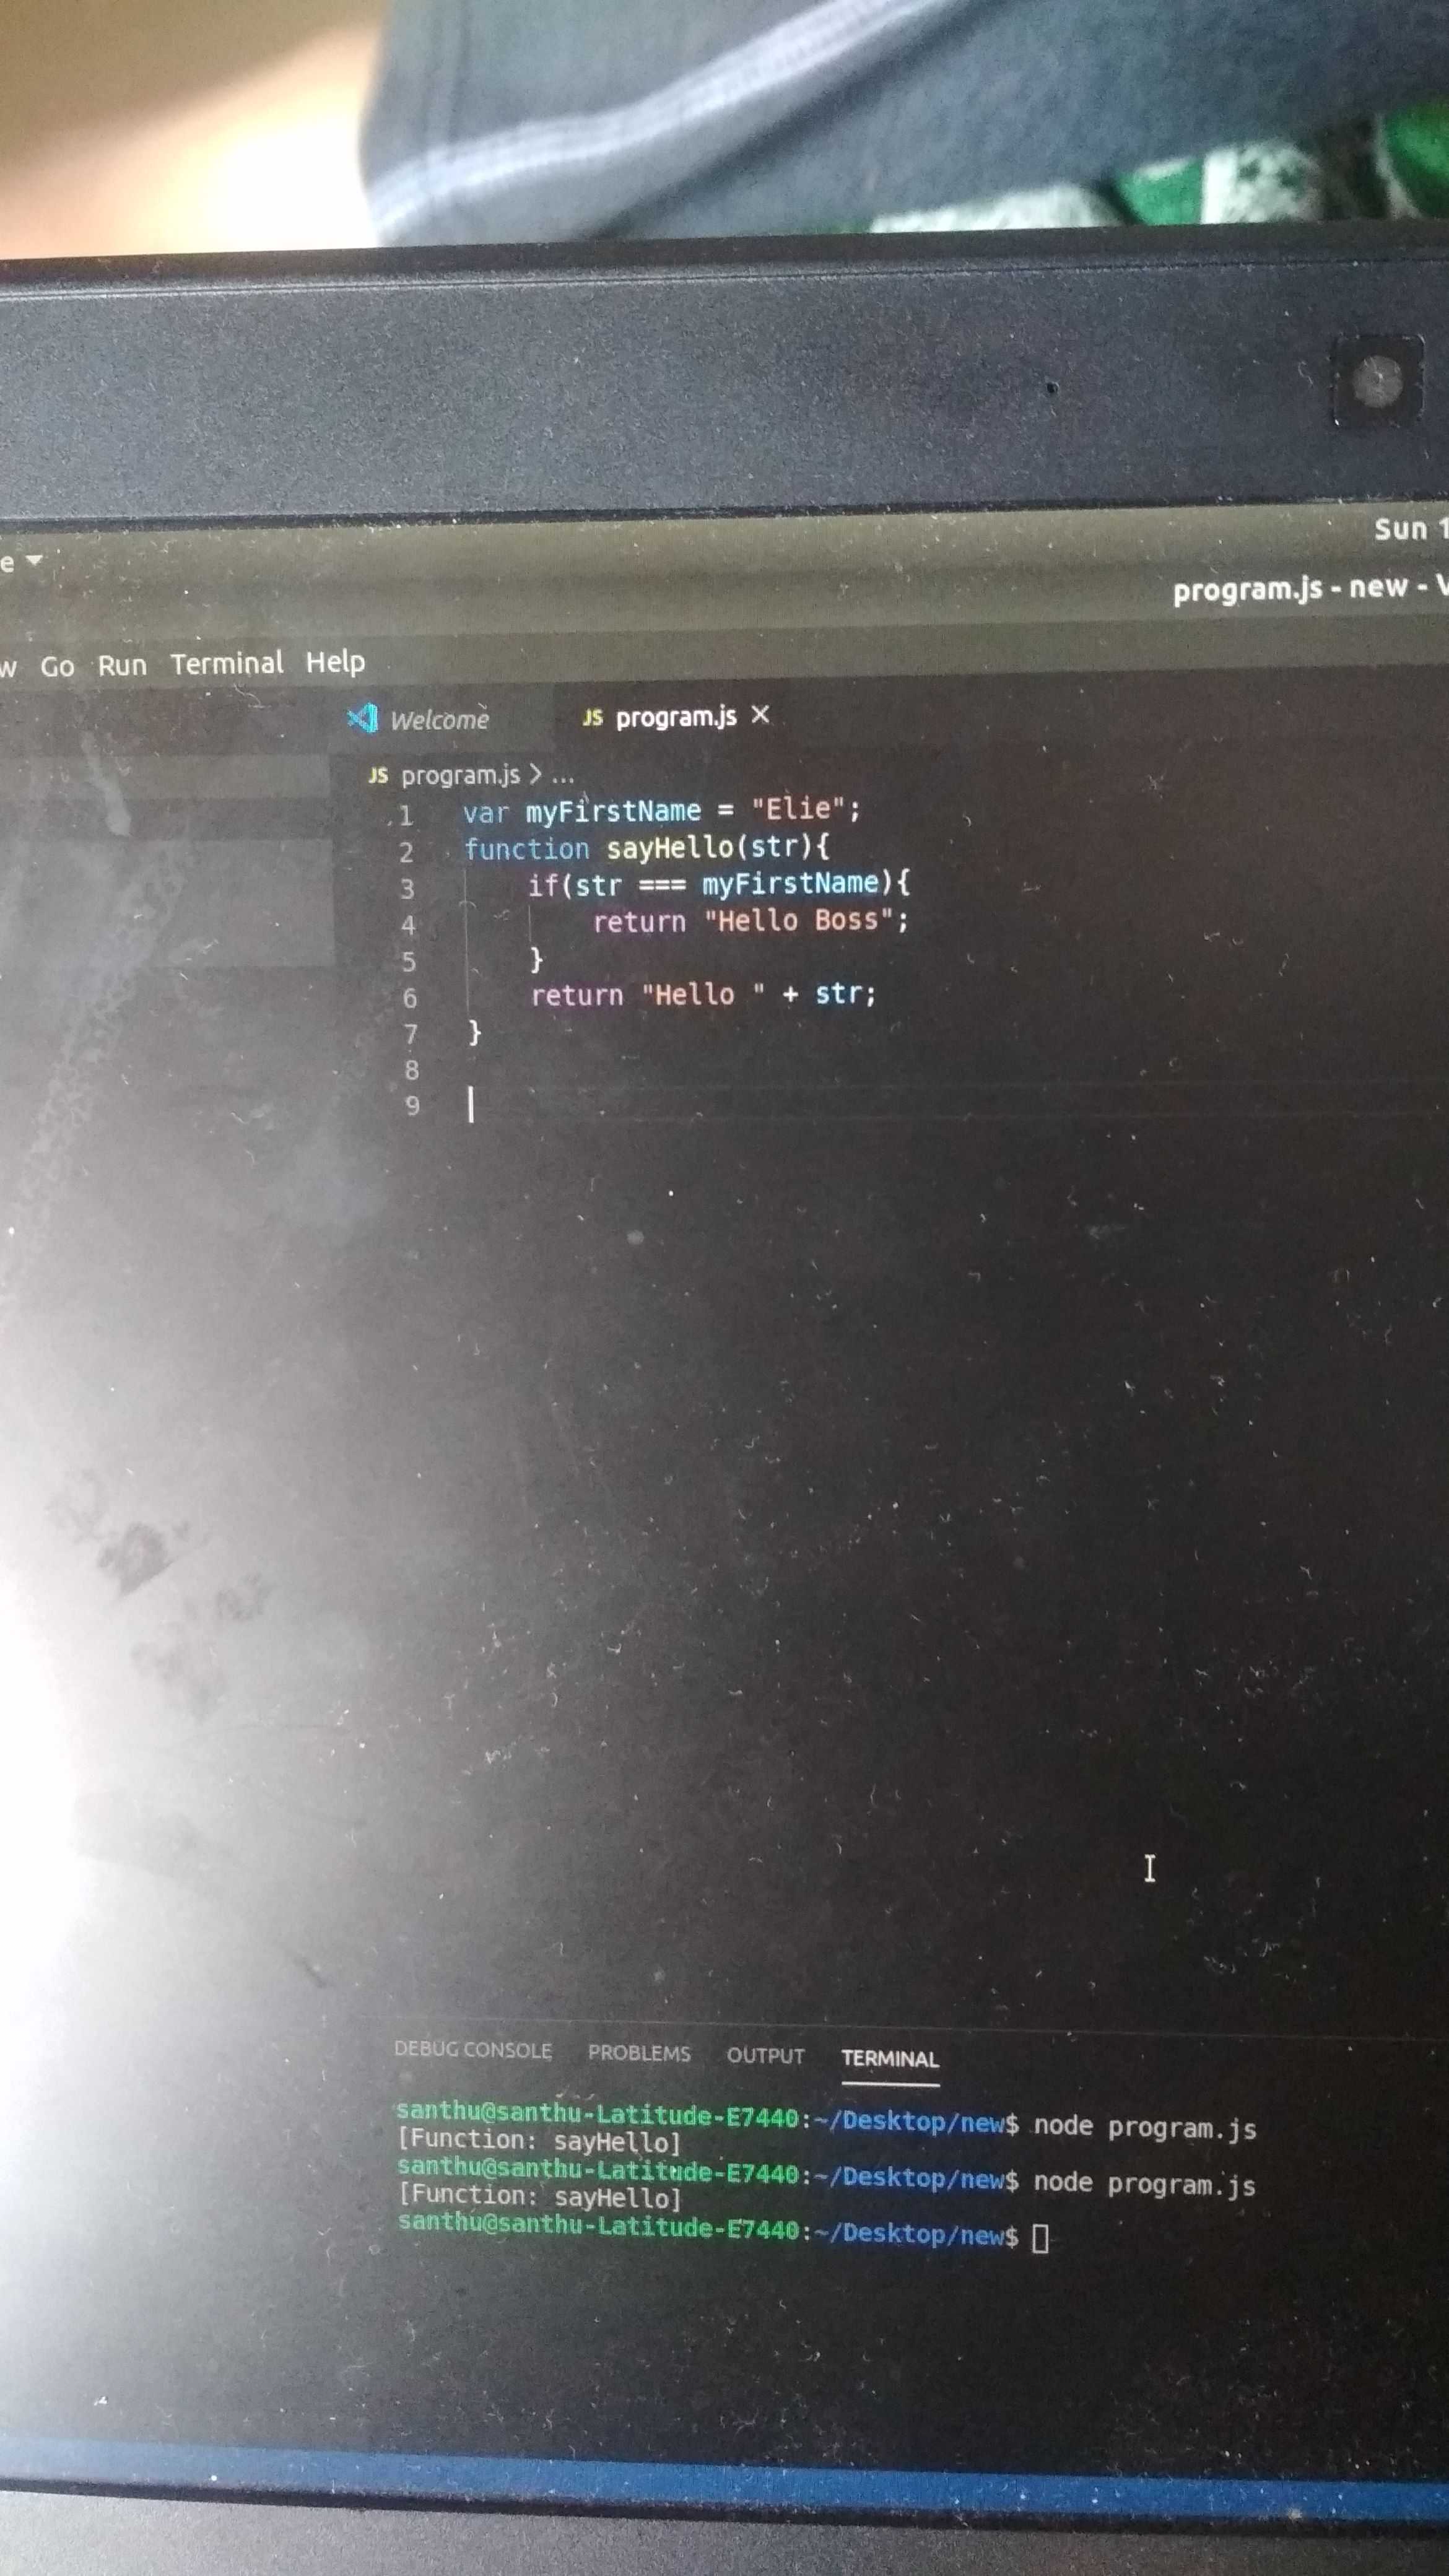 Sun 1
e
program.js - new - V
w Go Run Terminal Help
Welcome JS program.js
JS program.js > ...
1 var myFirstName = "Elie";
2 function sayHello(str){
3     if(str === myFirstName){
4         return "Hello Boss";
5     }
6     return "Hello " + str;
7 }
8
9
DEBUG CONSOLE PROBLEMS OUTPUT TERMINAL
santhu@santhu-Latitude-E7440:~/Desktop/new$ node program.js
[Function: sayHello]
santhu@santhu-Latitude-E7440:~/Desktop/new$ node program.js
[Function: sayHello]
santhu@santhu-Latitude-E7440:~/Desktop/new$